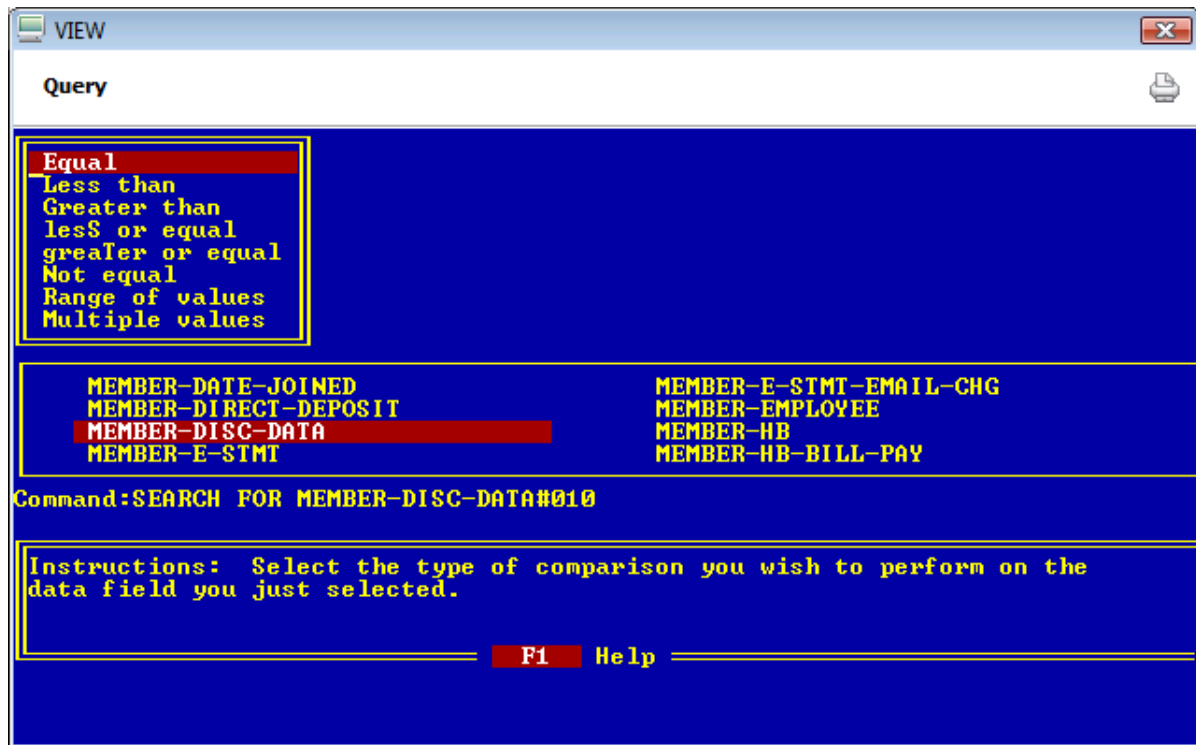 VIEW
Query
Equal
Less than
Greater than
lesS or equal
greaTer or equal
Not equal
Range of values
Multiple values
MEMBER-DATE-JOINED MEMBER-E-STMT-EMAIL-CHG
MEMBER-DIRECT-DEPOSIT MEMBER-EMPLOYEE
MEMBER-DISC-DATA MEMBER-HB
MEMBER-E-STMT MEMBER-HB-BILL-PAY
Command:SEARCH FOR MEMBER-DISC-DATA#010
Instructions: Select the type of comparison you wish to perform on the
data field you just selected.
F1 Help